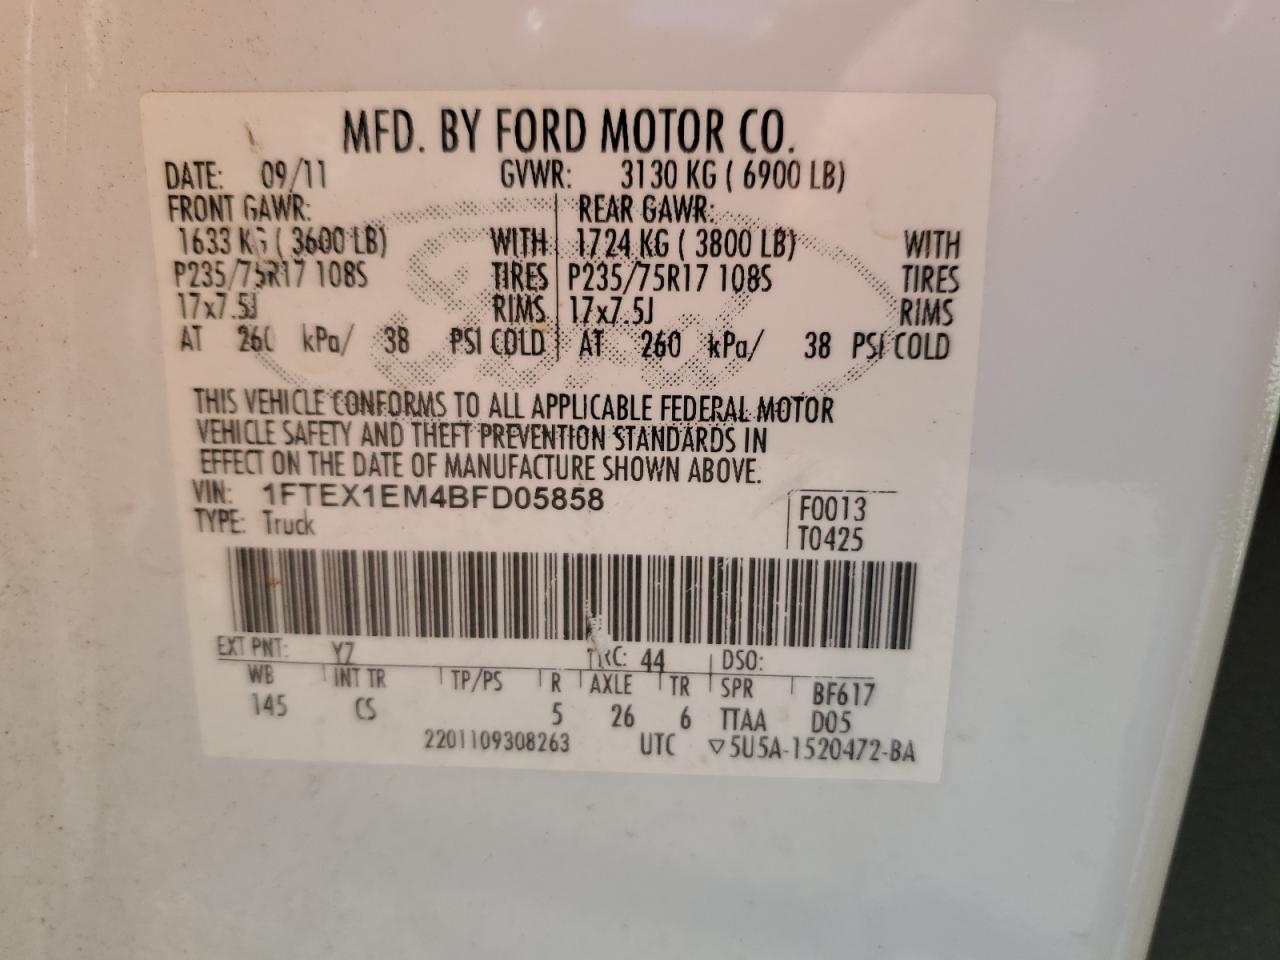 MFD. BY FORD MOTOR CO.
DATE: 09/11 GVWR: 3130 KG ( 6900 LB)
FRONT GAWR: REAR GAWR:
1633 KG ( 3600 LB) WITH 1724 KG ( 3800 LB) WITH
P235/75R17 108S TIRES P235/75R17 108S TIRES
17x7.5J RIMS 17x7.5J RIMS
AT 260 kPa/ 38 PSI COLD AT 260 kPa/ 38 PSI COLD
THIS VEHICLE CONFORMS TO ALL APPLICABLE FEDERAL MOTOR
VEHICLE SAFETY AND THEFT PREVENTION STANDARDS IN
EFFECT ON THE DATE OF MANUFACTURE SHOWN ABOVE.
VIN: 1FTEX1EM4BFD05858 F0013
TYPE: Truck T0425
EXT PNT: YZ RC: 44 DSO:
WB INT TR TP/PS R AXLE TR SPR BF617
145 CS 5 26 6 TTAA D05
2201109308263 UTC ▽5U5A-1520472-BA